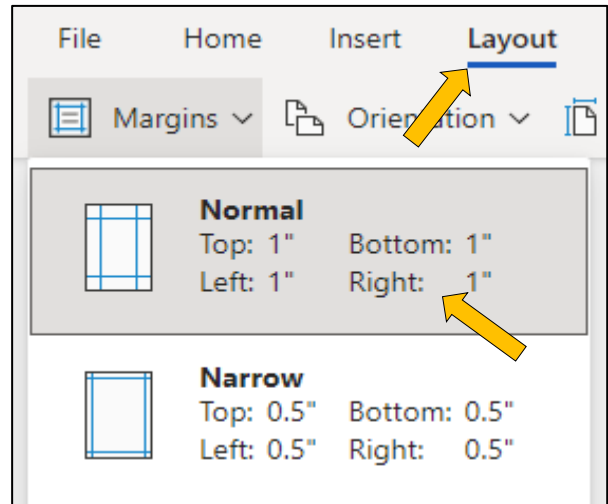 File Home Insert Layout
Margins Orientation
Normal
Top: 1" Bottom: 1"
Left: 1" Right: 1"
Narrow
Top: 0.5" Bottom: 0.5"
Left: 0.5" Right: 0.5"